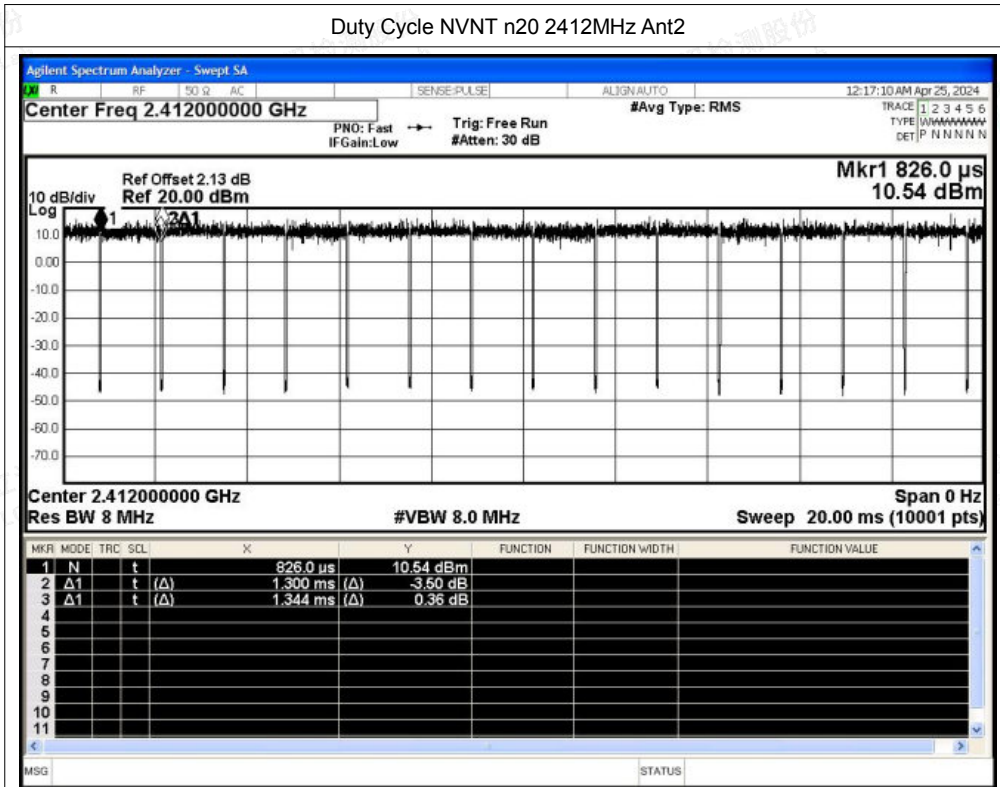 Duty Cycle NVNT n20 2412MHz Ant2
Agilent Spectrum Analyzer - Swept SA
R RF 50 Ω AC SENSE:PULSE ALIGN AUTO 12:17:10 AM Apr 25, 2024
Center Freq 2.412000000 GHz #Avg Type: RMS TRACE 1 2 3 4 5 6
PNO: Fast Trig: Free Run TYPE
IFGain:Low #Atten: 30 dB DET P N N N N N
Mkr1 826.0 µs
Ref Offset 2.13 dB
10 dB/div Ref 20.00 dBm 10.54 dBm
Log
1 3Δ1
10.0
0.00
-10.0
-20.0
-30.0
-40.0
-50.0
-60.0
-70.0
Center 2.412000000 GHz Span 0 Hz
Res BW 8 MHz #VBW 8.0 MHz Sweep 20.00 ms (10001 pts)
MKR MODE TRC SCL X Y FUNCTION FUNCTION WIDTH FUNCTION VALUE
1 N t 826.0 µs 10.54 dBm
2 Δ1 t (Δ) 1.300 ms (Δ) -3.50 dB
3 Δ1 t (Δ) 1.344 ms (Δ) 0.36 dB
4
5
6
7
8
9
10
11
MSG STATUS